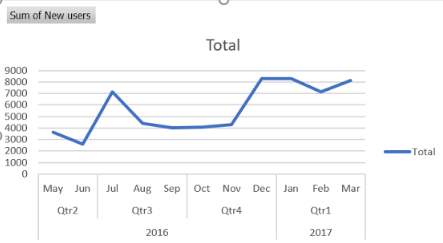 Sum of New users
Total
9000
8000
7000
6000
5000
4000
3000
2000
1000
0
Total
May Jun Jul Aug Sep Oct Nov Dec Jan Feb Mar
Qtr2 Qtr3 Qtr4 Qtr1
2016 2017